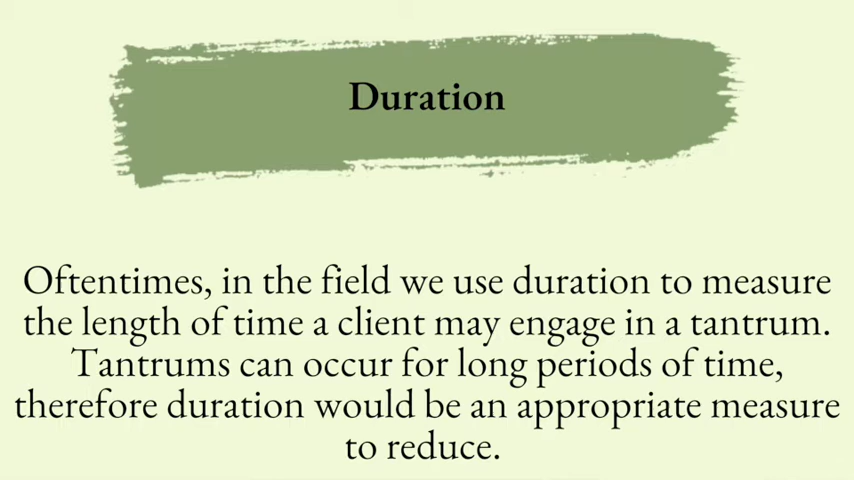 Duration
Oftentimes, in the field we use duration to measure
the length of time a client may engage in a tantrum.
Tantrums can occur for long periods of time,
therefore duration would be an appropriate measure
to reduce.